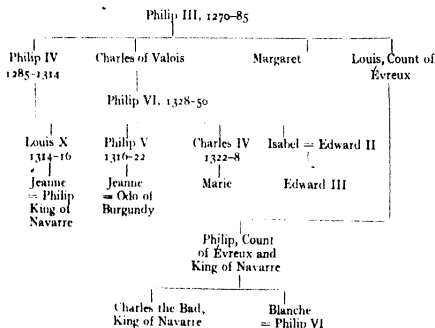 Philip III, 1270–85
Philip IV Charles of Valois Margaret Louis, Count of
1285–1314 Évreux
Philip VI, 1328–50
Louis X Philip V Charles IV Isabel = Edward II
1314–16 1316–22 1322–8
Jeanne Jeanne Marie Edward III
= Philip = Odo of
King of Burgundy
Navarre
Philip, Count
of Évreux and
King of Navarre
Charles the Bad, Blanche
King of Navarre = Philip VI